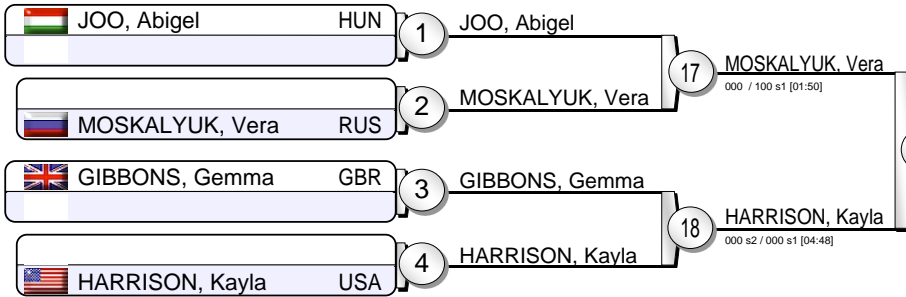 JOO, Abigel HUN
1
JOO, Abigel
MOSKALYUK, Vera RUS
2
MOSKALYUK, Vera
17
MOSKALYUK, Vera
000 / 100 s1 [01:50]
GIBBONS, Gemma GBR
3
GIBBONS, Gemma
HARRISON, Kayla USA
4
HARRISON, Kayla
18
HARRISON, Kayla
000 s2 / 000 s1 [04:48]